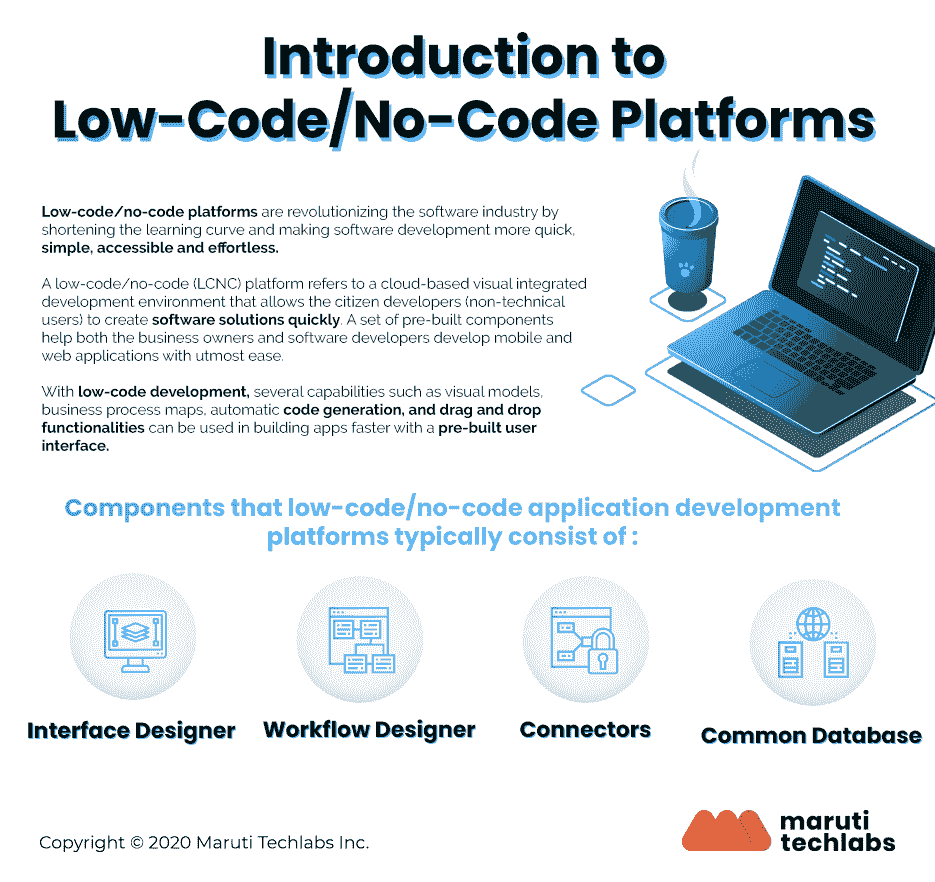 Introduction to
Low-Code/No-Code Platforms
Low-code/no-code platforms are revolutionizing the software industry by
shortening the learning curve and making software development more quick,
simple, accessible and effortless.
A low-code/no-code (LCNC) platform refers to a cloud-based visual integrated
development environment that allows the citizen developers (non-technical
users) to create software solutions quickly. A set of pre-built components
help both the business owners and software developers develop mobile and
web applications with utmost ease.
With low-code development, several capabilities such as visual models,
business process maps, automatic code generation, and drag and drop
functionalities can be used in building apps faster with a pre-built user
interface.
Components that low-code/no-code application development
platforms typically consist of :
Interface Designer
Workflow Designer
Connectors
Common Database
Copyright © 2020 Maruti Techlabs Inc.
maruti
techlabs